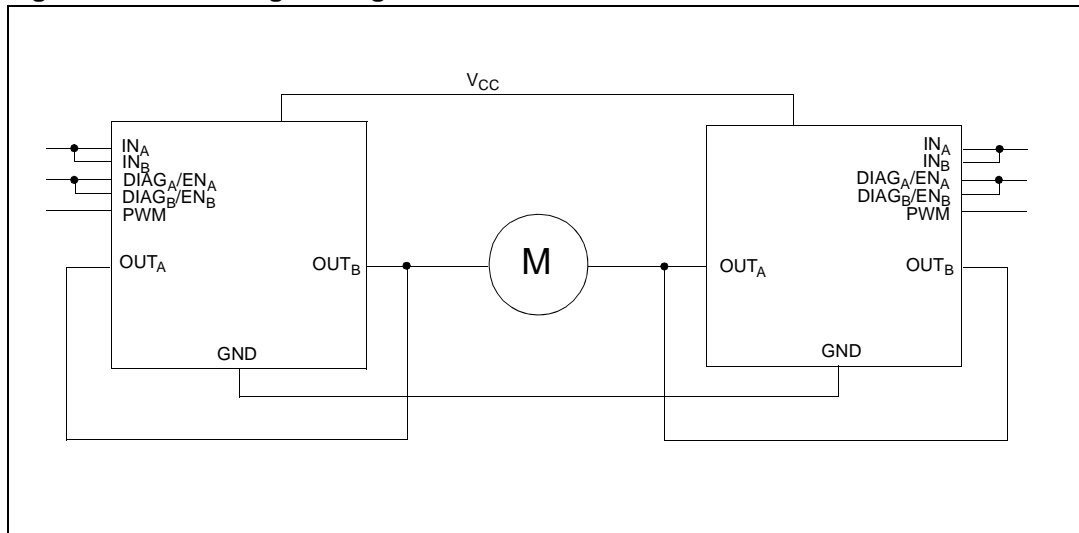 V_CC
IN_A
IN_B
DIAG_A/EN_A
DIAG_B/EN_B
PWM
OUT_A
OUT_B
GND
M
IN_A
IN_B
DIAG_A/EN_A
DIAG_B/EN_B
PWM
OUT_A
OUT_B
GND